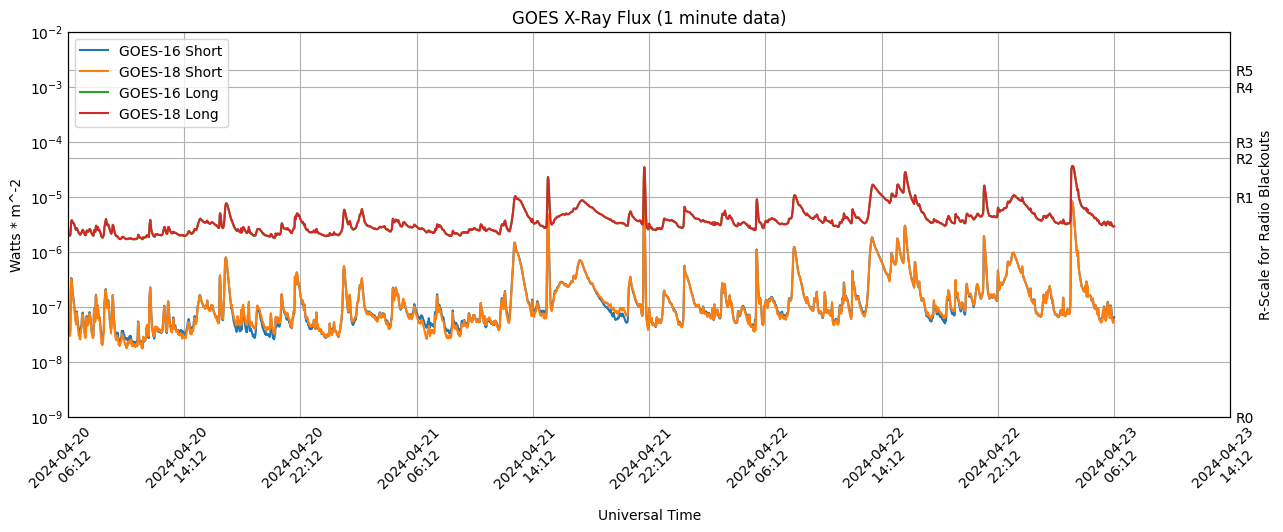 GOES X-Ray Flux (1 minute data)
GOES-16 Short
GOES-18 Short
GOES-16 Long
GOES-18 Long
10^-2
10^-3
10^-4
10^-5
10^-6
10^-7
10^-8
10^-9
Watts * m^-2
R5
R4
R3
R2
R1
R0
R-Scale for Radio Blackouts
2024-04-20
06:12
2024-04-20
14:12
2024-04-20
22:12
2024-04-21
06:12
2024-04-21
14:12
2024-04-21
22:12
2024-04-22
06:12
2024-04-22
14:12
2024-04-22
22:12
2024-04-23
06:12
2024-04-23
14:12
Universal Time